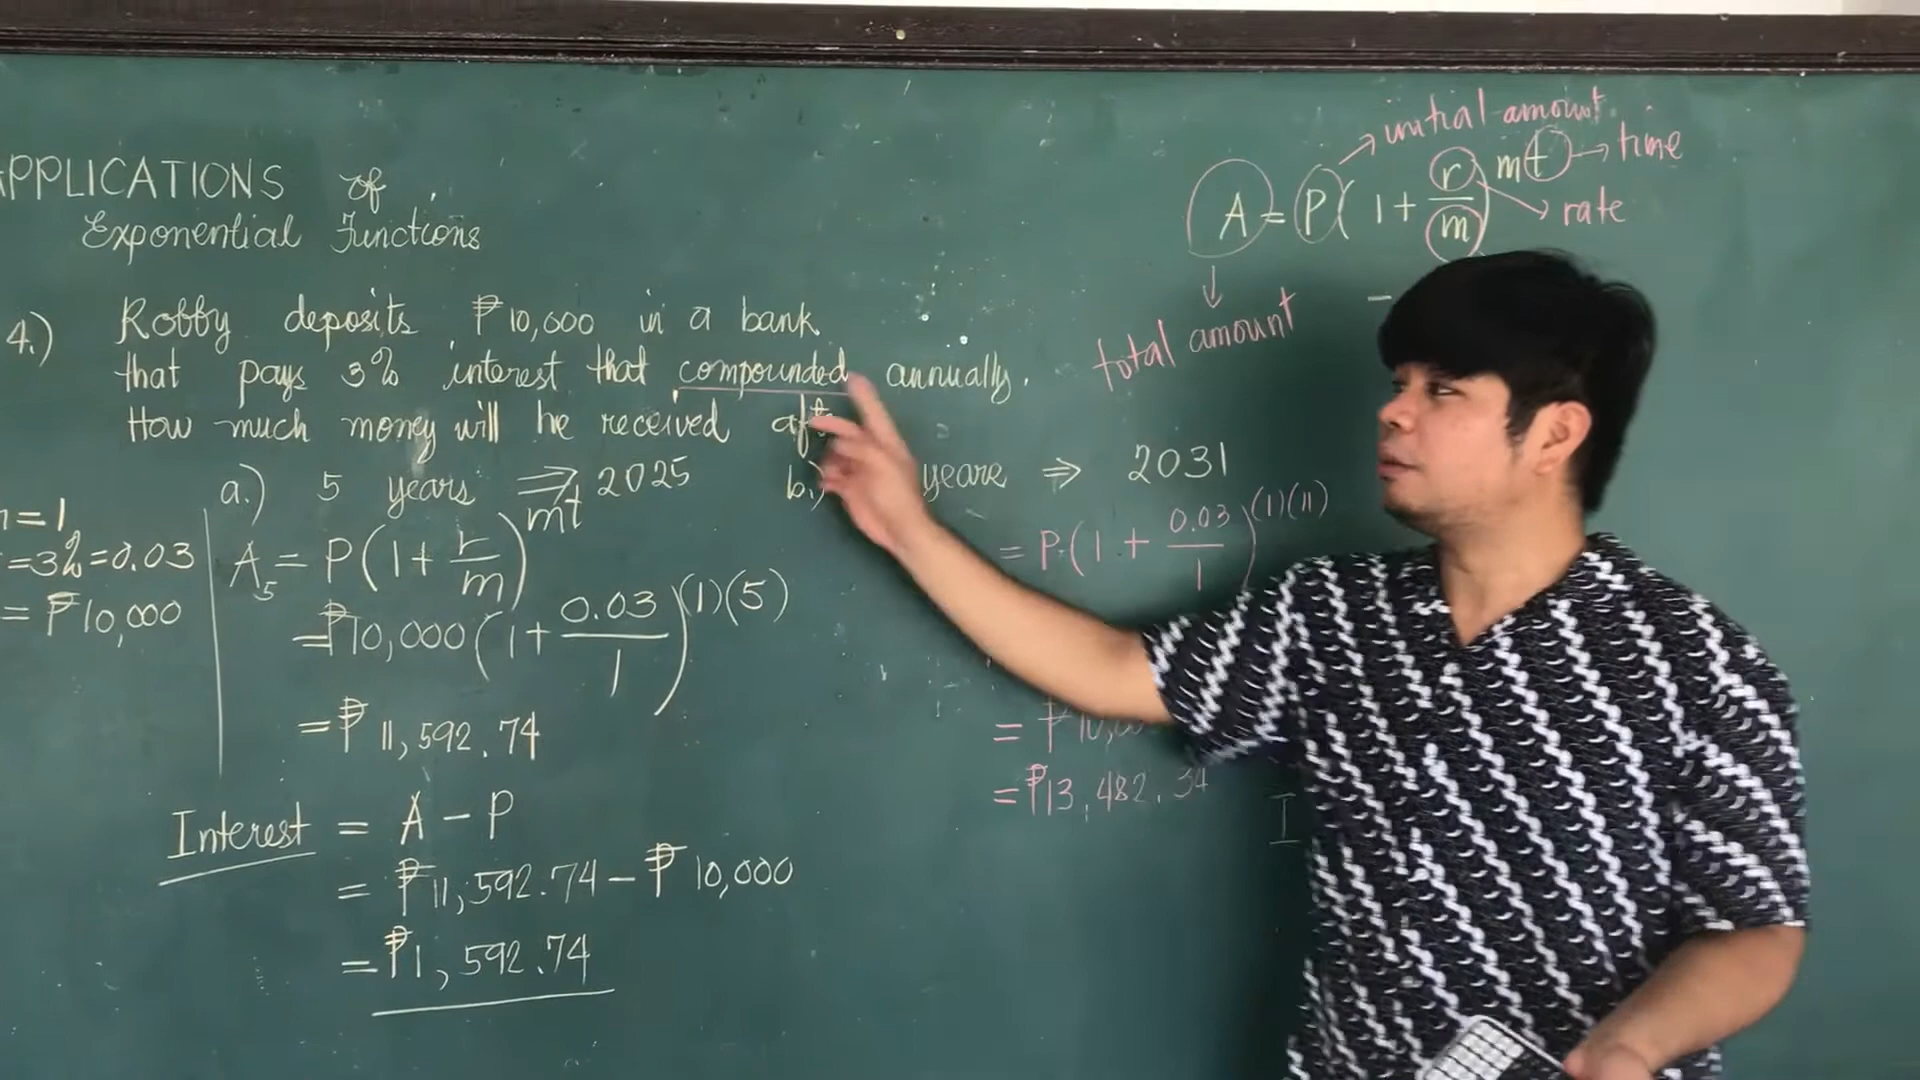 APPLICATIONS of
Exponential Functions
4.) Robby deposits ₱10,000 in a bank
that pays 3% interest that compounded annually.
How much money will he received
a.) 5 years ⇒ 2025
b.) years ⇒ 2031
= 1
= 3% = 0.03
= ₱10,000
A₅ = P(1 + r/m)^mt
= ₱10,000(1 + 0.03/1)^(1)(5)
= ₱11,592.74
Interest = A - P
= ₱11,592.74 - ₱10,000
= ₱1,592.74
= P(1 + 0.03/1)^(1)(11)
= ₱13,482.34
A = P(1 + r/m)^mt
initial amount
time
rate
total amount